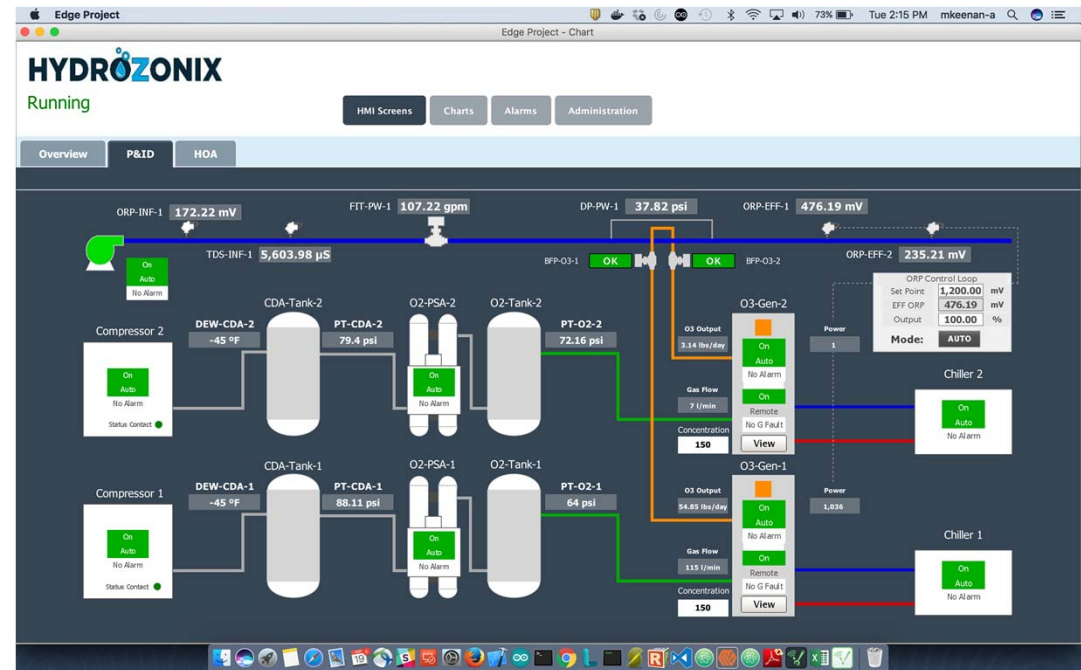 Edge Project
73%
Tue 2:15 PM
mkeenan-a
Edge Project - Chart
HYDROZONIX
Running
HMI Screens
Charts
Alarms
Administration
Overview
P&ID
HOA
ORP-INF-1 172.22 mV
FIT-PW-1 107.22 gpm
DP-PW-1 37.82 psi
ORP-EFF-1 476.19 mV
TDS-INF-1 5,603.98 µS
BFP-O3-1 OK
OK BFP-O3-2
ORP-EFF-2 235.21 mV
On
Auto
No Alarm
ORP Control Loop
Set Point 1,200.00 mV
EFF ORP 476.19 mV
Output 100.00 %
Mode: AUTO
Compressor 2
On
Auto
No Alarm
Status Contact
DEW-CDA-2
-45 ºF
CDA-Tank-2
PT-CDA-2
79.4 psi
O2-PSA-2
On
Auto
No Alarm
O2-Tank-2
PT-O2-2
72.16 psi
O3 Output
3.14 lbs/day
Gas Flow
7 l/min
Concentration
150
O3-Gen-2
On
Auto
No Alarm
On
Remote
No G Fault
View
Power
1
Chiller 2
On
Auto
No Alarm
Compressor 1
On
Auto
No Alarm
Status Contact
DEW-CDA-1
-45 ºF
CDA-Tank-1
PT-CDA-1
88.11 psi
O2-PSA-1
On
Auto
No Alarm
O2-Tank-1
PT-O2-1
64 psi
O3 Output
54.85 lbs/day
Gas Flow
115 l/min
Concentration
150
O3-Gen-1
On
Auto
No Alarm
On
Remote
No G Fault
View
Power
1,036
Chiller 1
On
Auto
No Alarm